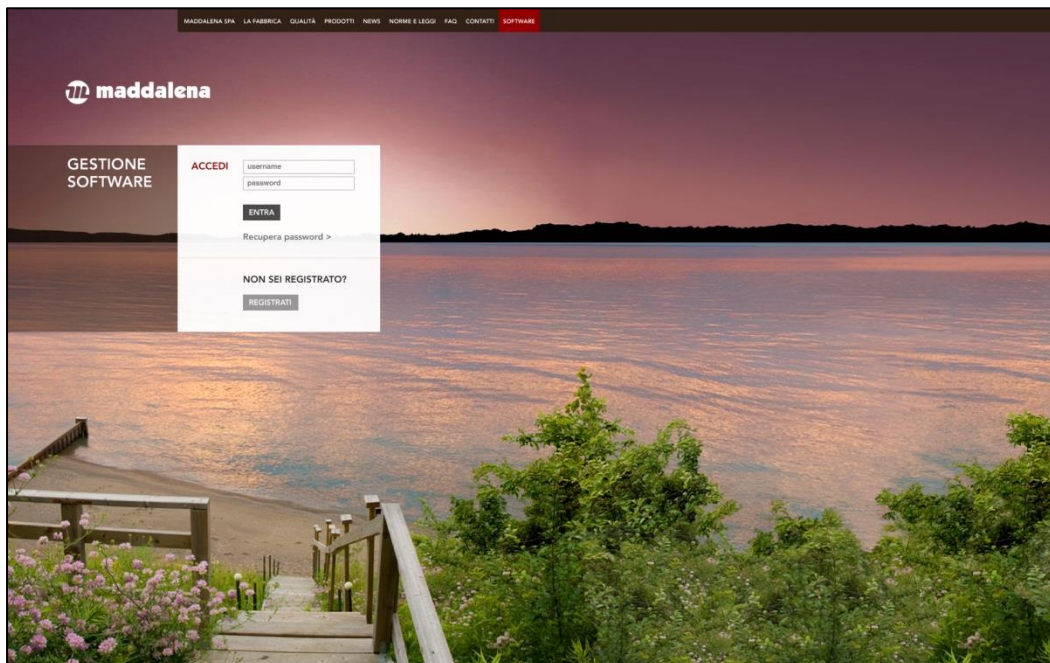 MADDALENA SPA LA FABBRICA QUALITÀ PRODOTTI NEWS NORME E LEGGI FAQ CONTATTI SOFTWARE
maddalena
GESTIONE
SOFTWARE
ACCEDI
username
password
ENTRA
Recupera password >
NON SEI REGISTRATO?
REGISTRATI